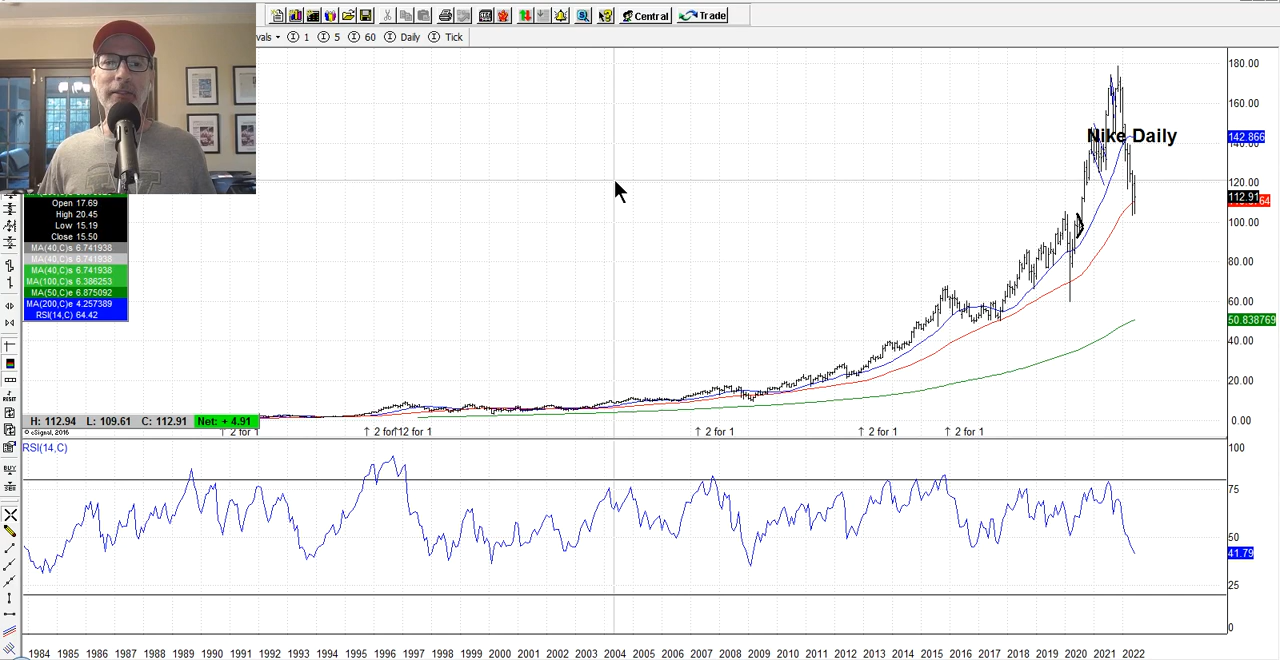 Central
Trade
vals
1
5
60
Daily
Tick
180.00
160.00
Nike Daily
142.866
140.00
120.00
112.91
64
100.00
80.00
60.00
50.838769
40.00
20.00
0.00
Open 17.69
High 20.45
Low 15.19
Close 15.50
MA(40,C)s 6.741938
MA(40,C)s 6.741938
MA(40,C)s 6.741938
MA(100,C)s 6.386253
MA(50,C)e 6.875092
MA(200,C)e 4.257389
RSI(14,C) 64.42
H: 112.94 L: 109.61 C: 112.91 Net: + 4.91
© eSignal, 2016
↑ 2 for 1
↑ 2 for
↑ 2 for 1
↑ 2 for 1
↑ 2 for 1
↑ 2 for 1
RSI(14,C)
100
75
50
41.79
25
0
RESET
BUY
1984 1985 1986 1987 1988 1989 1990 1991 1992 1993 1994 1995 1996 1997 1998 1999 2000 2001 2002 2003 2004 2005 2006 2007 2008 2009 2010 2011 2012 2013 2014 2015 2016 2017 2018 2019 2020 2021 2022